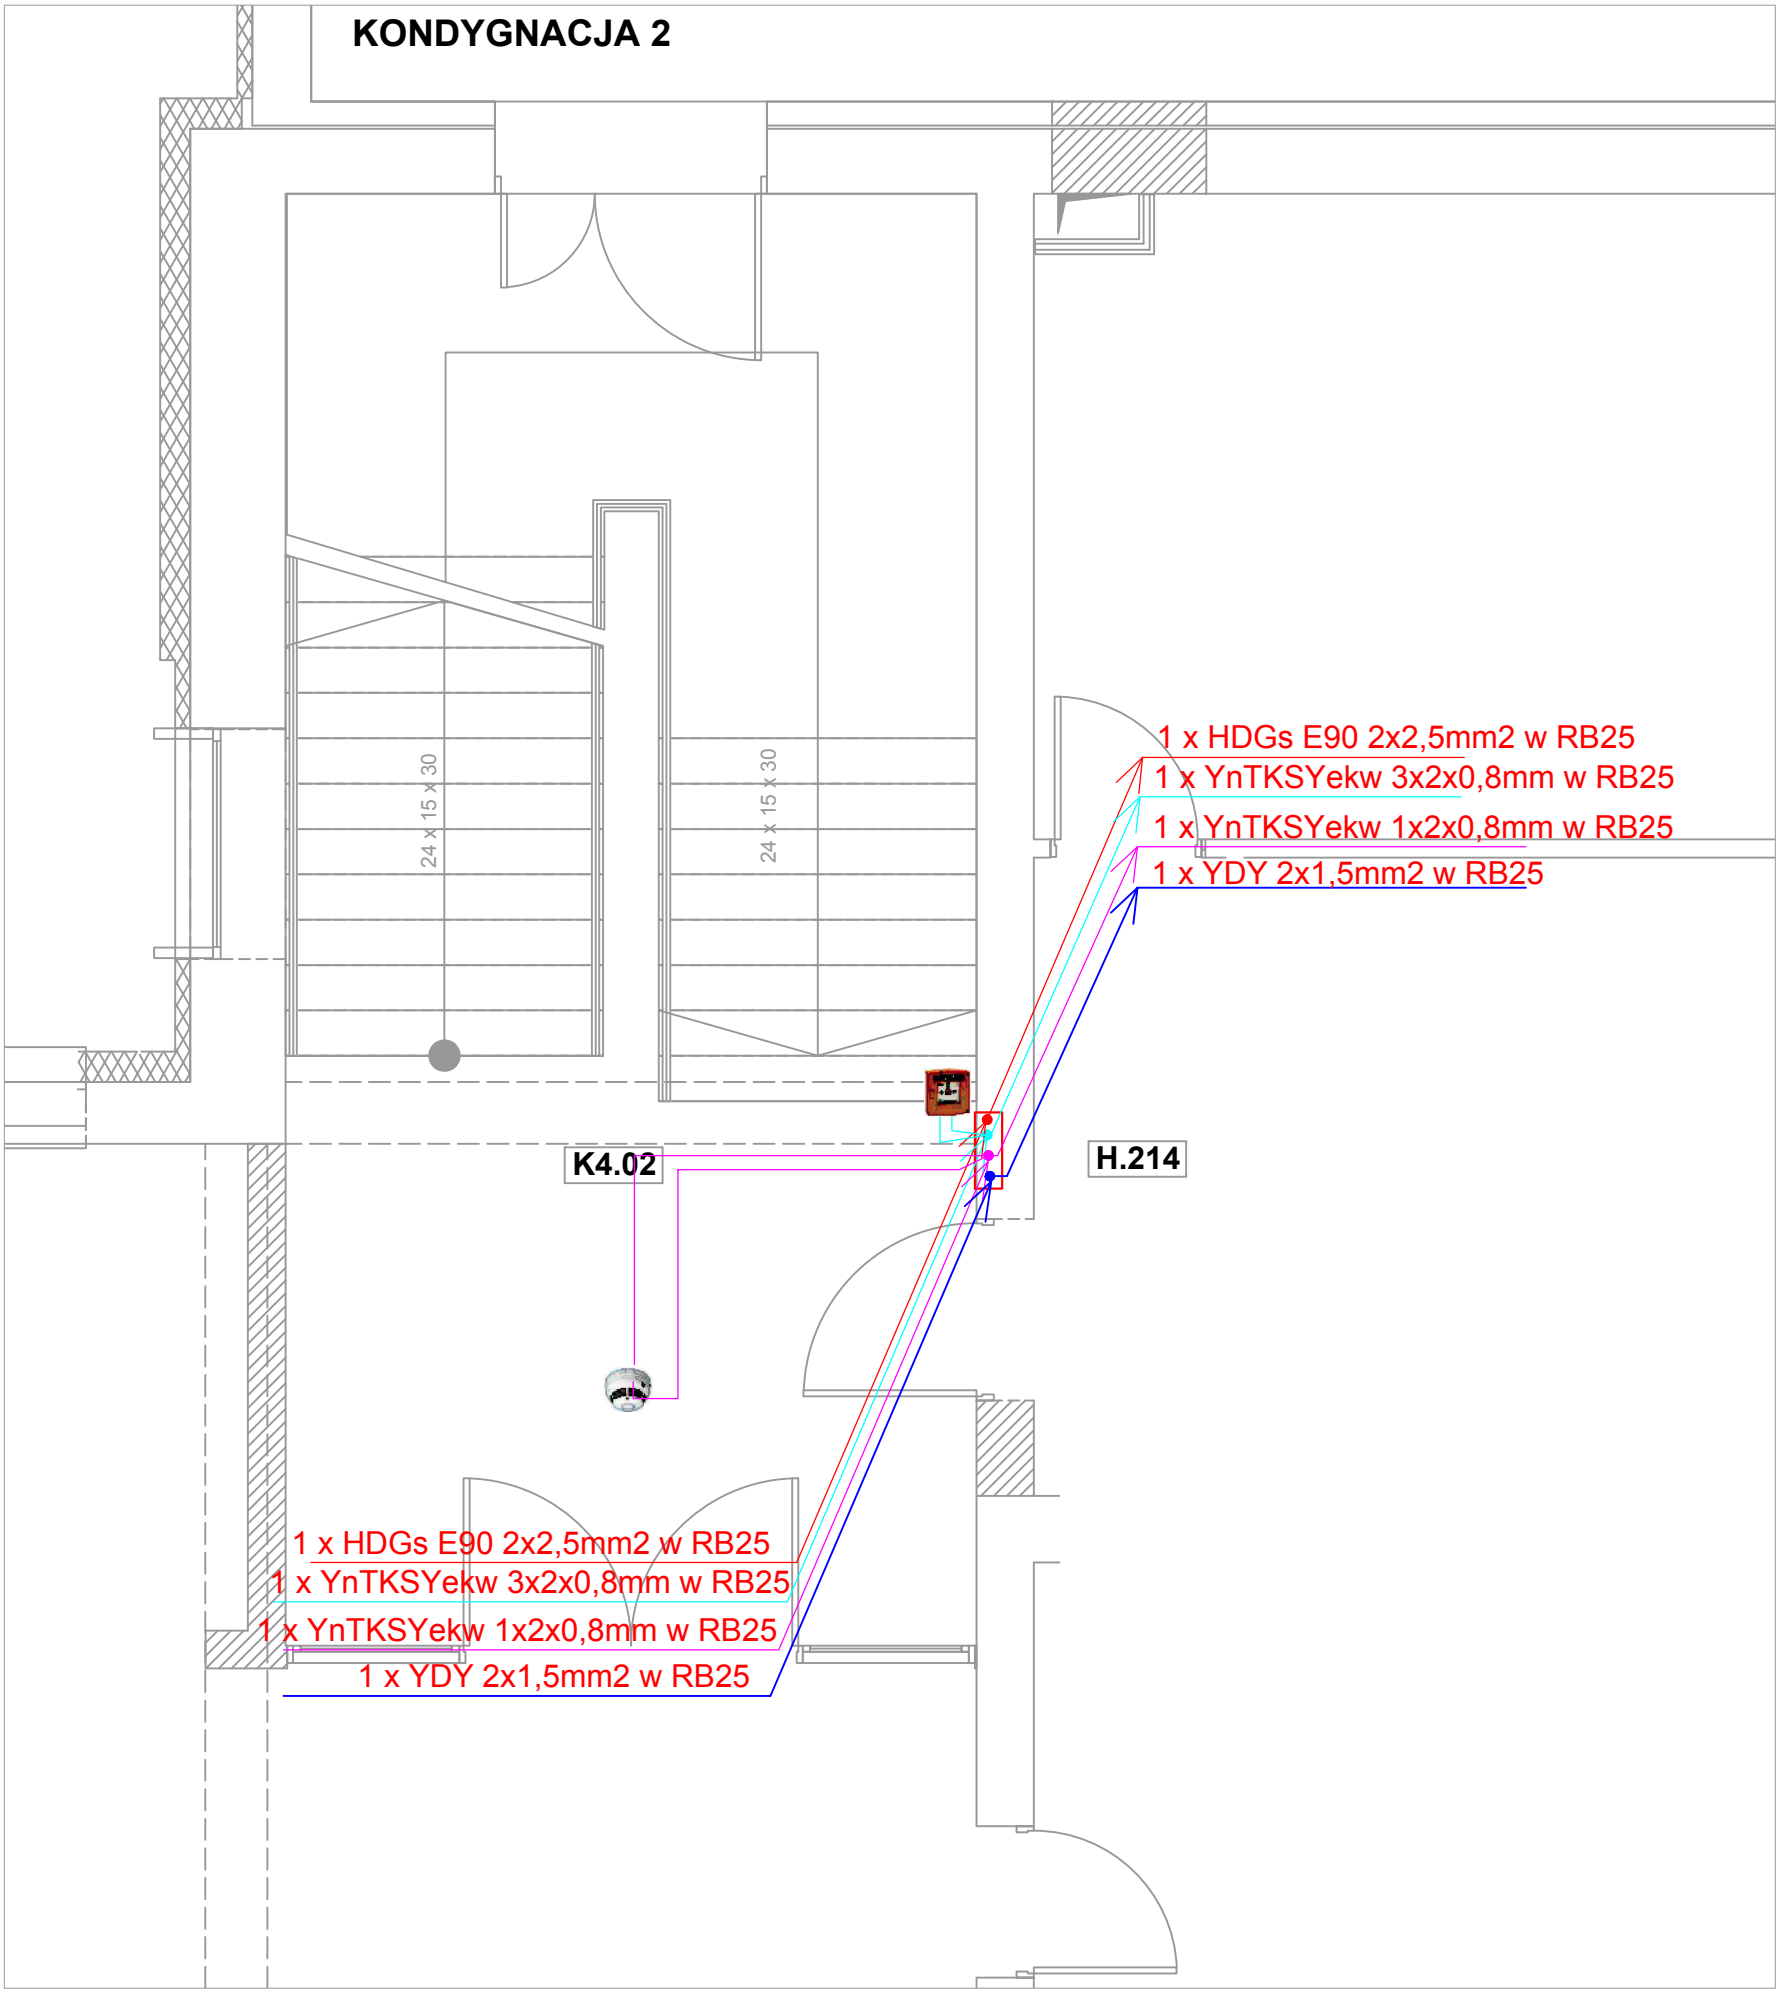 KONDYGNACJA 2
24 x 15 x 30
24 x 15 x 30
1 x HDGs E90 2x2,5mm2 w RB25
1 x YnTKSYekw 3x2x0,8mm w RB25
1 x YnTKSYekw 1x2x0,8mm w RB25
1 x YDY 2x1,5mm2 w RB25
K4.02
H.214
1 x HDGs E90 2x2,5mm2 w RB25
1 x YnTKSYekw 3x2x0,8mm w RB25
1 x YnTKSYekw 1x2x0,8mm w RB25
1 x YDY 2x1,5mm2 w RB25